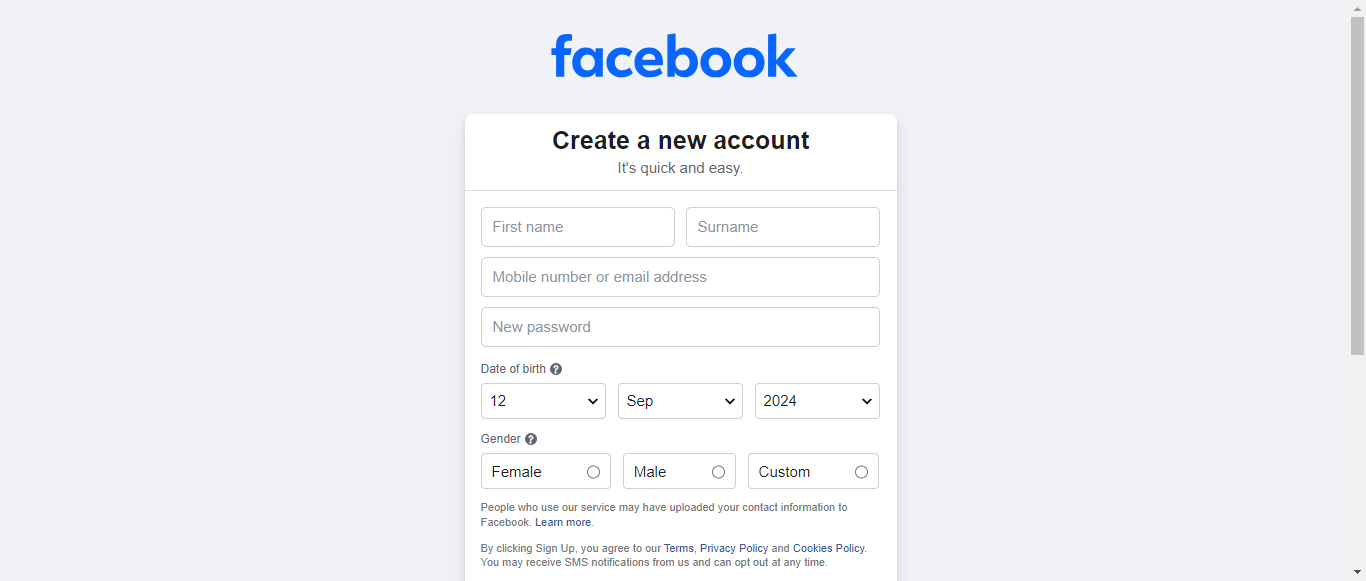 facebook
Create a new account
It's quick and easy.
First name Surname
Mobile number or email address
New password
Date of birth ?
12 Sep 2024
Gender ?
Female Male Custom
People who use our service may have uploaded your contact information to
Facebook. Learn more.
By clicking Sign Up, you agree to our Terms, Privacy Policy and Cookies Policy.
You may receive SMS notifications from us and can opt out at any time.